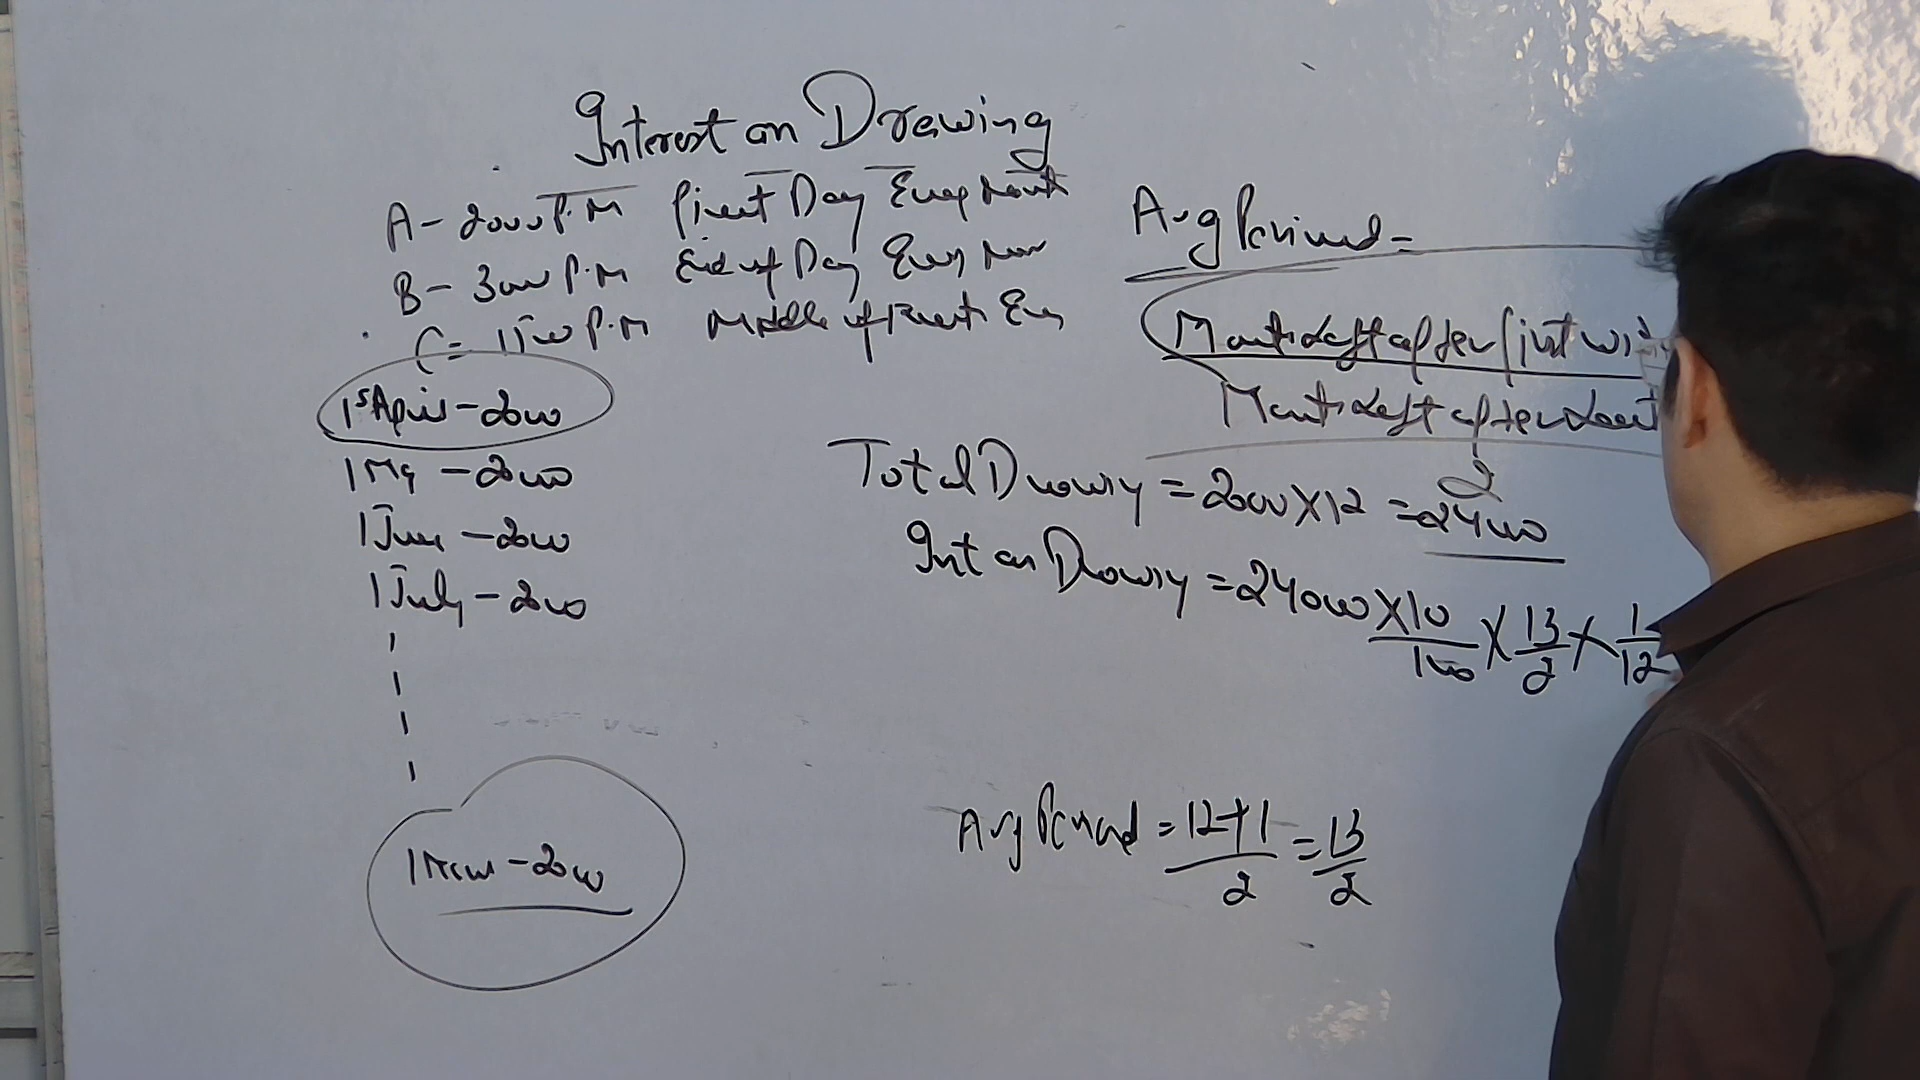 Interest on Drawing
A- 2000 P.M First Day Every Month
B- 3000 P.M End of Day Every Mon
C= 1500 P.M Middle of Every
1st April - 2000
1 May - 2000
1 June - 2000
1 July - 2000
1 March - 2000
Avg Period =
Month Left after first wi
Month Left after Last
2
Total Drawing = 2000 X 12 = 24000
Int on Drawing = 24000 X 10/100 X 13/2 X 1/12
Avg Period = 12+1/2 = 13/2